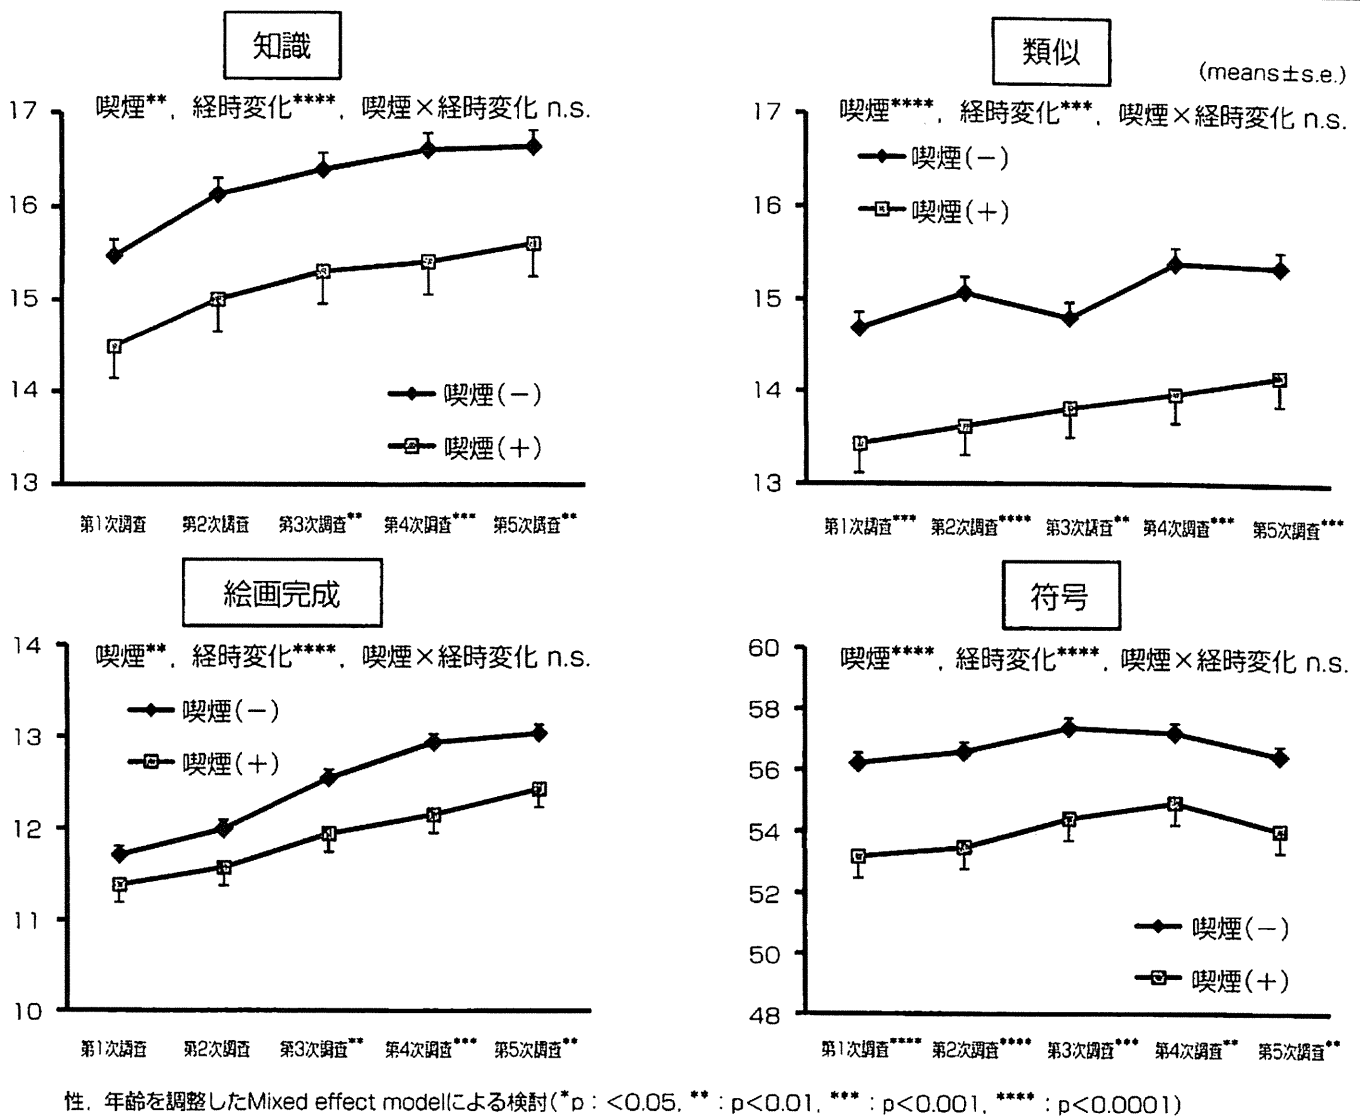 知識
喫煙**, 経時変化****, 喫煙×経時変化 n.s.
17
16
15
14
13
喫煙(−)
喫煙(+)
第1次調査 第2次調査 第3次調査** 第4次調査*** 第5次調査**
類似
(means±s.e.)
喫煙****, 経時変化***, 喫煙×経時変化 n.s.
17
16
15
14
13
喫煙(−)
喫煙(+)
第1次調査*** 第2次調査**** 第3次調査** 第4次調査*** 第5次調査***
絵画完成
喫煙**, 経時変化****, 喫煙×経時変化 n.s.
14
13
12
11
10
喫煙(−)
喫煙(+)
第1次調査 第2次調査 第3次調査** 第4次調査*** 第5次調査**
符号
喫煙****, 経時変化****, 喫煙×経時変化 n.s.
60
58
56
54
52
50
48
喫煙(−)
喫煙(+)
第1次調査**** 第2次調査**** 第3次調査*** 第4次調査** 第5次調査**
性, 年齢を調整したMixed effect modelによる検討(*p : <0.05, ** : p<0.01, *** : p<0.001, **** : p<0.0001)